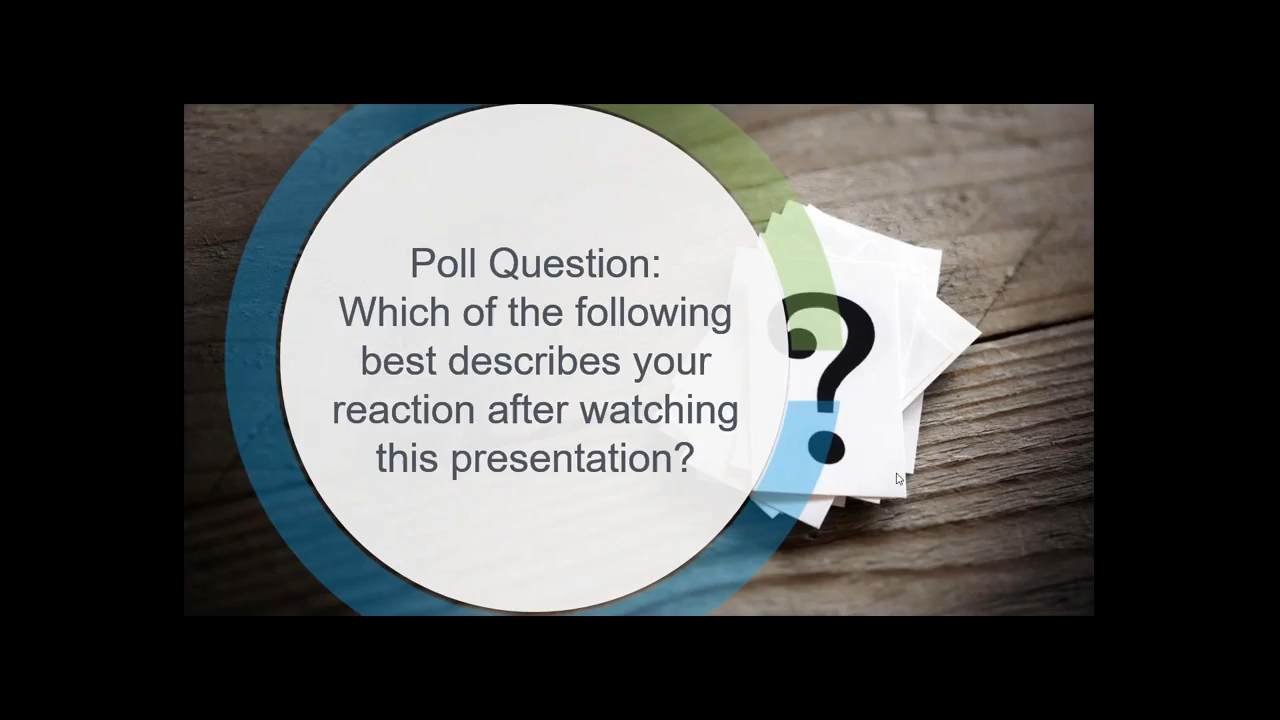 Poll Question:
Which of the following
best describes your
reaction after watching
this presentation?
?